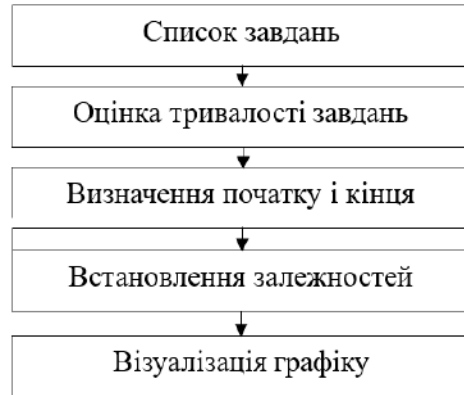 Список завдань
Оцінка тривалості завдань
Визначення початку і кінця
Встановлення залежностей
Візуалізація графіку